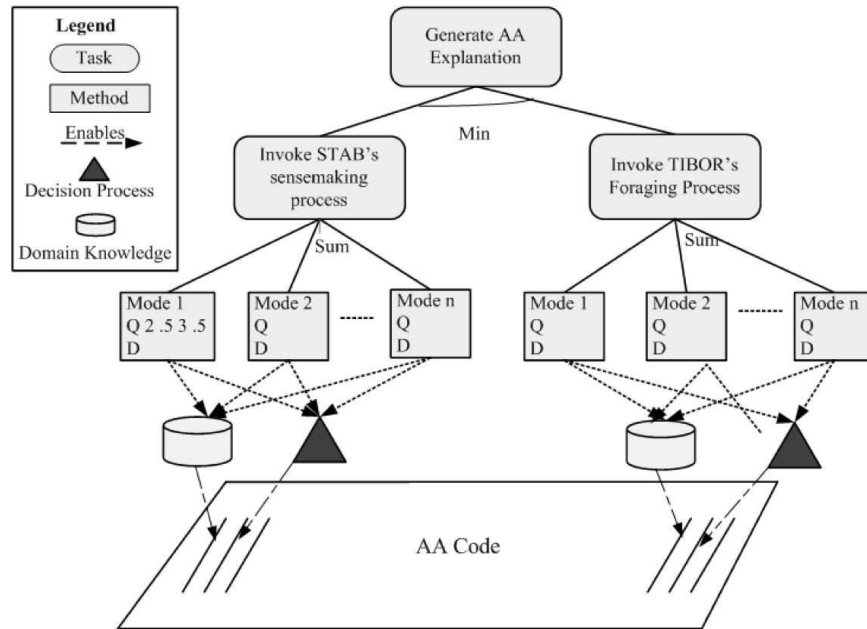 Legend
Task
Method
Enables
Decision Process
Domain Knowledge
Generate AA
Explanation
Min
Invoke STAB's
sensemaking
process
Invoke TIBOR's
Foraging Process
Sum
Sum
Mode 1
Q 2 .5 3 .5
D
Mode 2
Q
D
Mode n
Q
D
Mode 1
Q
D
Mode 2
Q
D
Mode n
Q
D
AA Code